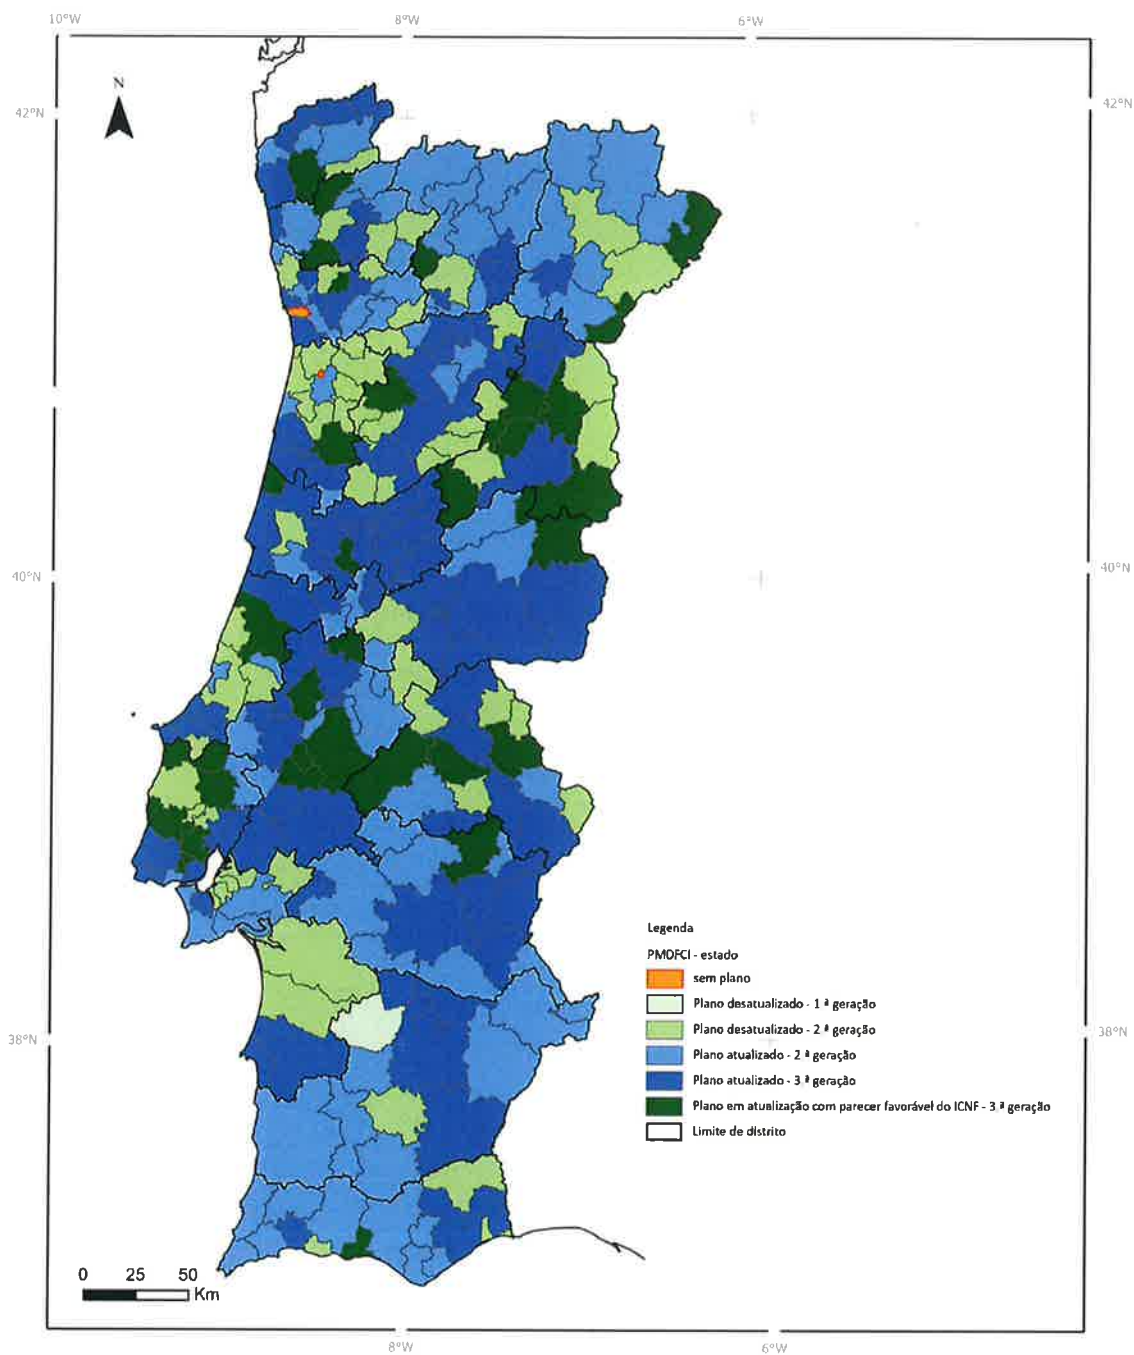 10°W 8°W 6°W
42°N 42°N
N
40°N 40°N
38°N 38°N
Legenda
PMDFCI - estado
sem plano
Plano desatualizado - 1 ª geração
Plano desatualizado - 2 ª geração
Plano atualizado - 2 ª geração
Plano atualizado - 3 ª geração
Plano em atualização com parecer favorável do ICNF - 3 ª geração
Limite de distrito
0 25 50
Km
8°W 6°W